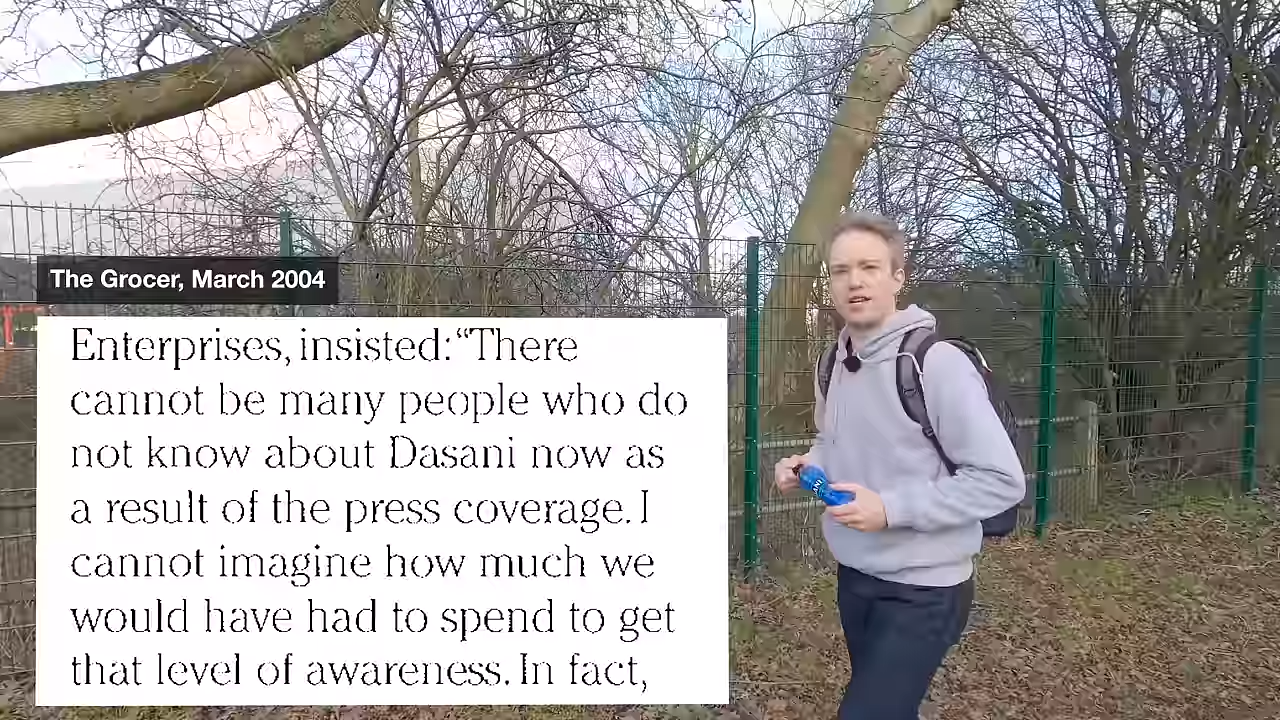 The Grocer, March 2004
Enterprises, insisted: “There
cannot be many people who do
not know about Dasani now as
a result of the press coverage. I
cannot imagine how much we
would have had to spend to get
that level of awareness. In fact,